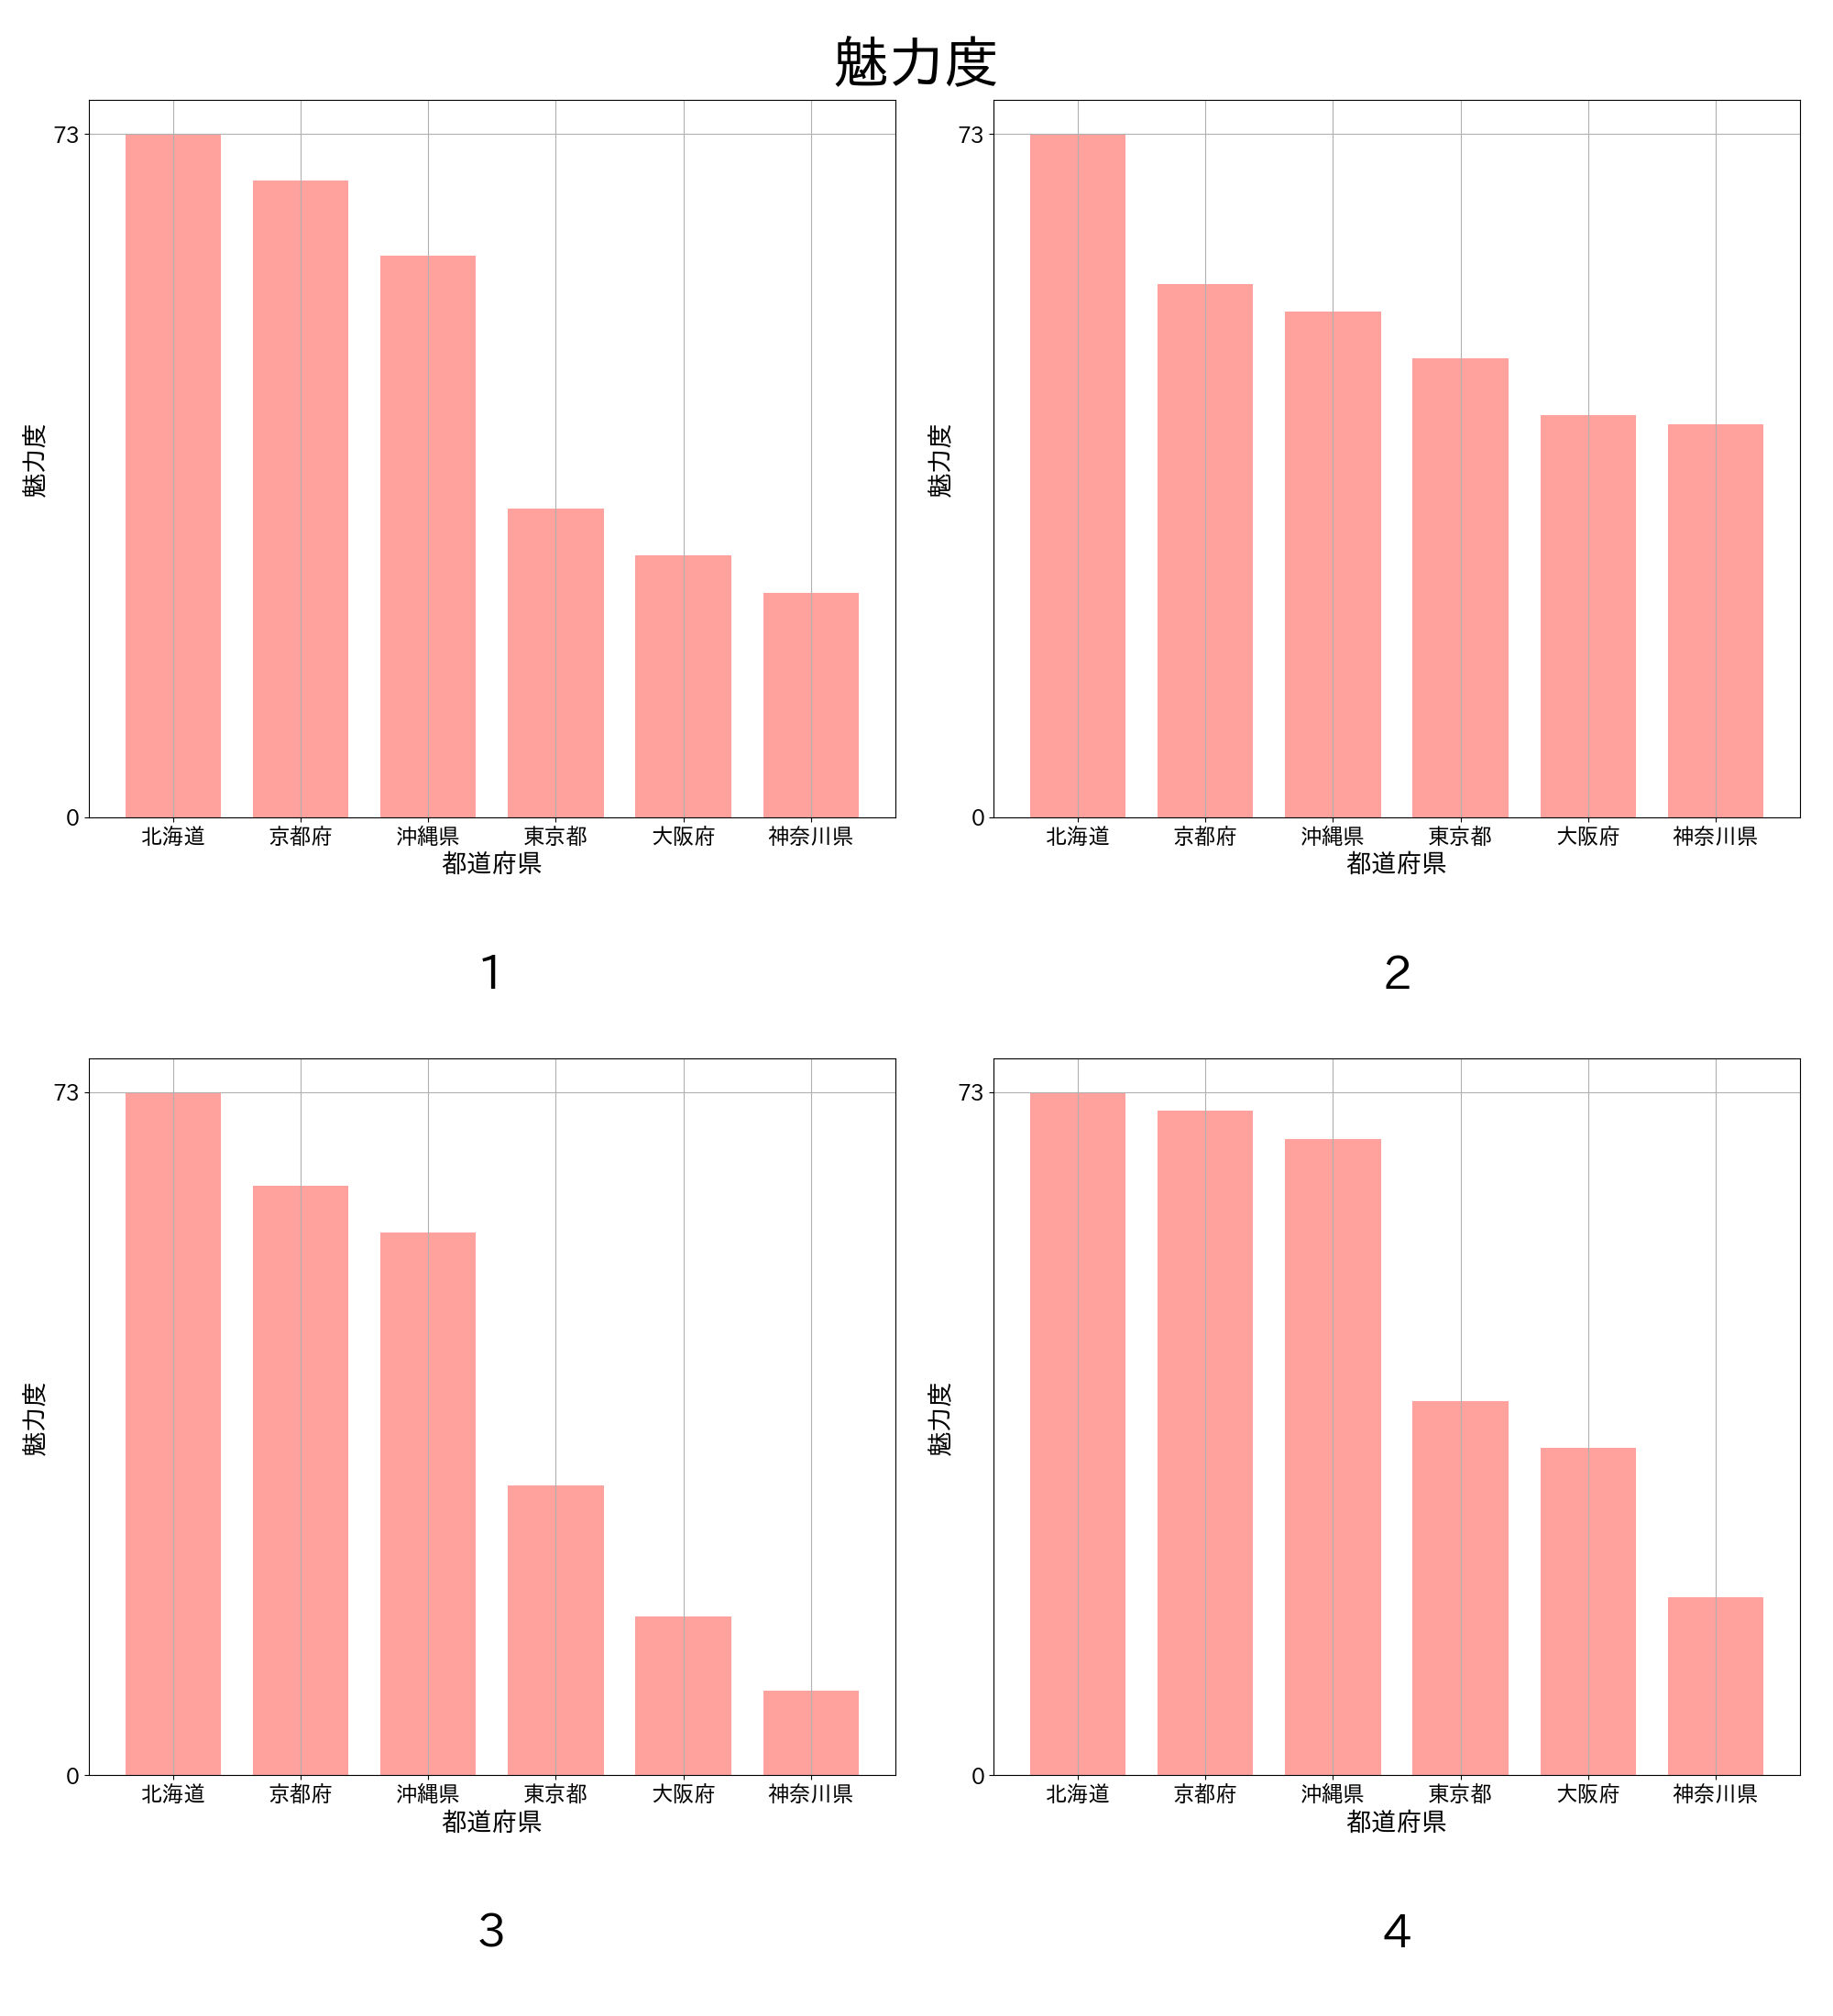 魅力度
73
0
魅力度
北海道 京都府 沖縄県 東京都 大阪府 神奈川県
都道府県
1
73
0
魅力度
北海道 京都府 沖縄県 東京都 大阪府 神奈川県
都道府県
2
73
0
魅力度
北海道 京都府 沖縄県 東京都 大阪府 神奈川県
都道府県
3
73
0
魅力度
北海道 京都府 沖縄県 東京都 大阪府 神奈川県
都道府県
4